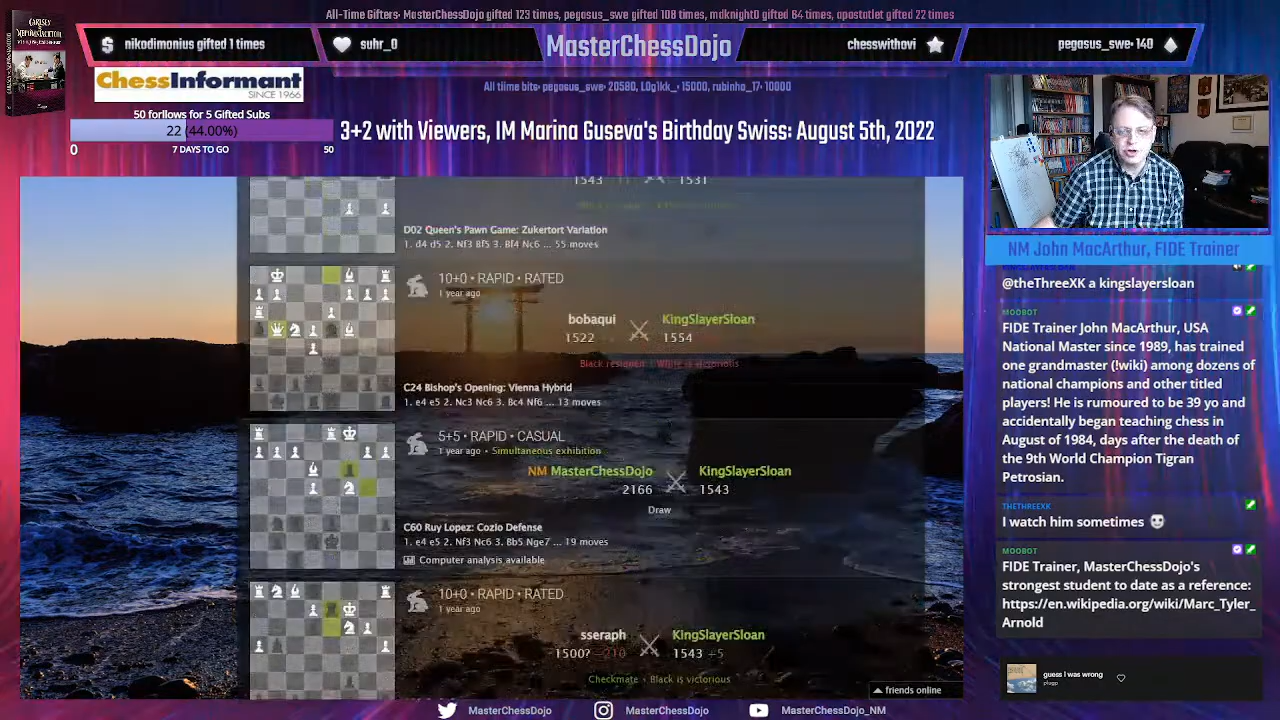 All-Time Gifters• MasterChessDojo gifted 123 times, pegasus_swe gifted 108 times, mdknight0 gifted 64 times, apostatlet gifted 22 times
nikodimonius gifted 1 times
suhr_0
MasterChessDojo
chesswithovi
pegasus_swe• 140
ChessInformant
SINCE 1966
All tiime bits• pegasus_swe• 20580, L0g1kk_• 15000, rubinho_17• 10000
50 forllows for 5 Gifted Subs
22 (44.00%)
0
7 DAYS TO GO
50
3+2 with Viewers, IM Marina Guseva's Birthday Swiss: August 5th, 2022
1543
1531
D02 Queen's Pawn Game: Zukertort Variation
1. d4 d5 2. Nf3 Bf5 3. Bf4 Nc6 ... 55 moves
10+0 • RAPID • RATED
1 year ago
bobaqui
KingSlayerSloan
1522
1554
Black resigned • White is victorious
C24 Bishop's Opening: Vienna Hybrid
1. e4 e5 2. Nc3 Nc6 3. Bc4 Nf6 ... 13 moves
5+5 • RAPID • CASUAL
1 year ago • Simultaneous exhibition
NM MasterChessDojo
KingSlayerSloan
2166
1543
Draw
C60 Ruy Lopez: Cozio Defense
1. e4 e5 2. Nf3 Nc6 3. Bb5 Nge7 ... 19 moves
Computer analysis available
10+0 • RAPID • RATED
1 year ago
sseraph
KingSlayerSloan
1500? -210
1543 +5
Checkmate • Black is victorious
friends online
NM John MacArthur, FIDE Trainer
@theThreeXK a kingslayersloan
MOOBOT
FIDE Trainer John MacArthur, USA
National Master since 1989, has trained
one grandmaster (!wiki) among dozens of
national champions and other titled
players! He is rumoured to be 39 yo and
accidentally began teaching chess in
August of 1984, days after the death of
the 9th World Champion Tigran
Petrosian.
THETHREEXK
I watch him sometimes
MOOBOT
FIDE Trainer, MasterChessDojo's
strongest student to date as a reference:
https://en.wikipedia.org/wiki/Marc_Tyler_
Arnold
guess I was wrong
plugp
MasterChessDojo
MasterChessDojo
MasterChessDojo_NM